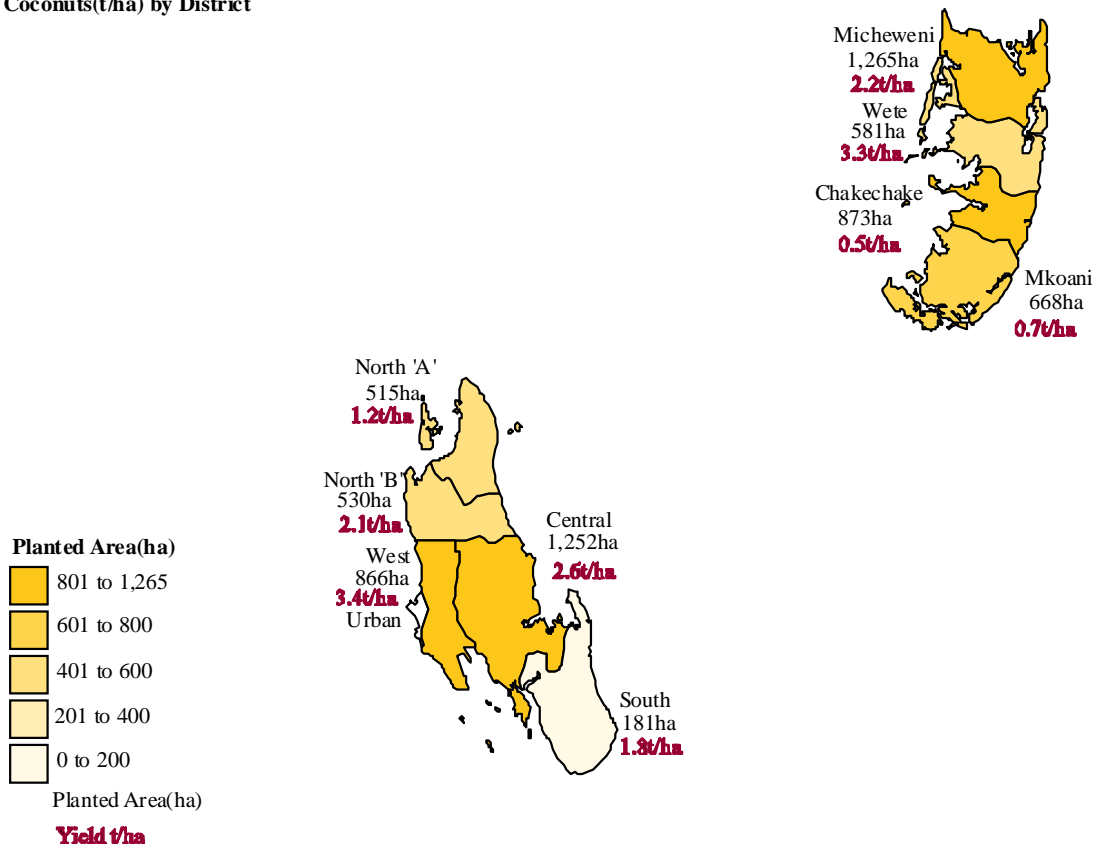 Coconuts(t/ha) by District
Micheweni
1,265ha
2.2t/ha
Wete
581ha
3.3t/ha
Chakechake
873ha
0.5t/ha
Mkoani
668ha
0.7t/ha
North 'A'
515ha
1.2t/ha
North 'B'
530ha
2.1t/ha
Central
1,252ha
2.6t/ha
West
866ha
3.4t/ha
Urban
South
181ha
1.8t/ha
Planted Area(ha)
801 to 1,265
601 to 800
401 to 600
201 to 400
0 to 200
Planted Area(ha)
Yield t/ha